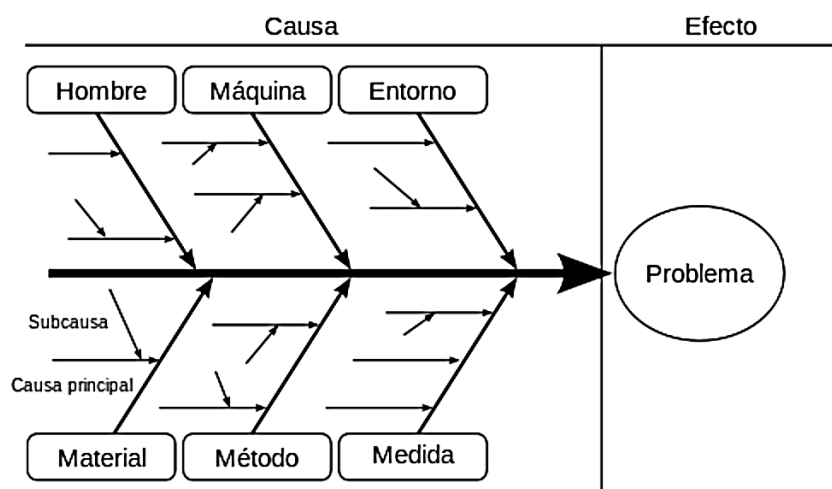 Causa
Efecto
Hombre
Máquina
Entorno
Problema
Subcausa
Causa principal
Material
Método
Medida